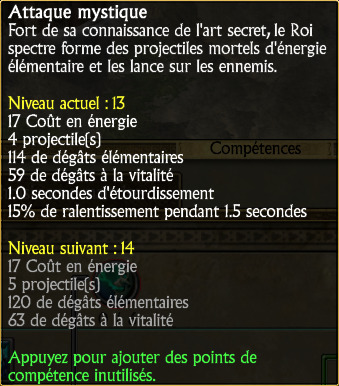 Attaque mystique
Fort de sa connaissance de l'art secret, le Roi
spectre forme des projectiles mortels d'énergie
élémentaire et les lance sur les ennemis.
Niveau actuel : 13
17 Coût en énergie
4 projectile(s)
Compétences
114 de dégâts élémentaires
59 de dégâts à la vitalité
1.0 secondes d'étourdissement
15% de ralentissement pendant 1.5 secondes
Niveau suivant : 14
17 Coût en énergie
5 projectile(s)
120 de dégâts élémentaires
63 de dégâts à la vitalité
Appuyez pour ajouter des points de
compétence inutilisés.